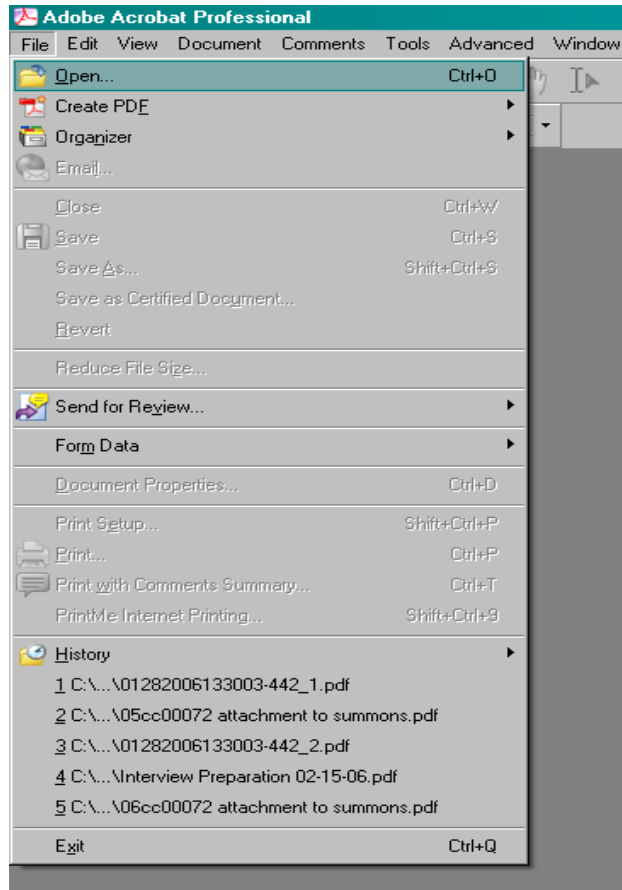 Adobe Acrobat Professional
File Edit View Document Comments Tools Advanced Window
Open... Ctrl+O
Create PDF
Organizer
Email...
Close Ctrl+W
Save Ctrl+S
Save As... Shift+Ctrl+S
Save as Certified Document...
Revert
Reduce File Size...
Send for Review...
Form Data
Document Properties... Ctrl+D
Print Setup... Shift+Ctrl+P
Print... Ctrl+P
Print with Comments Summary... Ctrl+T
PrintMe Internet Printing... Shift+Ctrl+9
History
1 C:\...\01282006133003-442_1.pdf
2 C:\...\05cc00072 attachment to summons.pdf
3 C:\...\01282006133003-442_2.pdf
4 C:\...\Interview Preparation 02-15-06.pdf
5 C:\...\06cc00072 attachment to summons.pdf
Exit Ctrl+Q